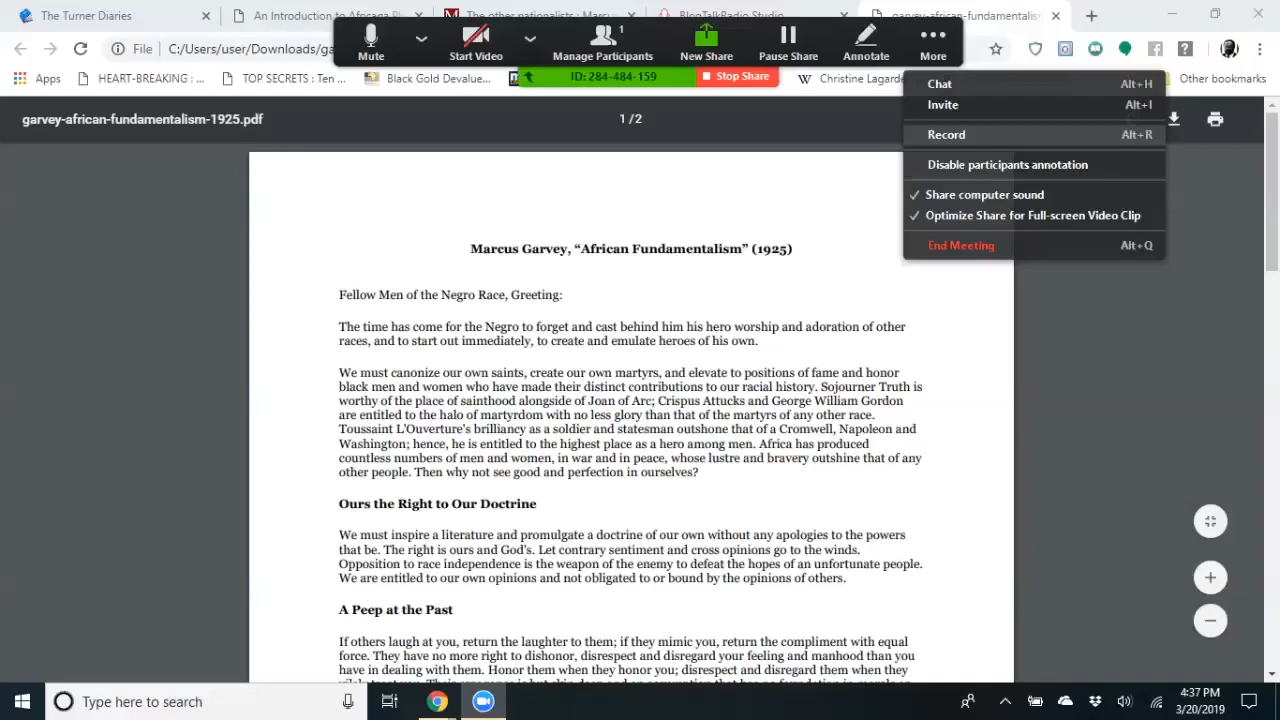 The Turner Diaries
An Introduction to Africana Ph
The other nationalists: Marcus
BlogTalkRadio Studio
garvey-african-fundamentalis
File
C:/Users/user/Downloads/ga
Mute
Start Video
1
Manage Participants
New Share
Pause Share
Annotate
More
Apps
HEART-BREAKING : ...
TOP SECRETS: Ten ...
Black Gold Devalue...
ID: 284-484-159
Stop Share
W
Christine Lagarde
Other bookmarks
Chat Alt+H
Invite Alt+I
Record Alt+R
Disable participants annotation
Share computer sound
Optimize Share for Full-screen Video Clip
End Meeting Alt+Q
garvey-african-fundamentalism-1925.pdf
1 / 2
Marcus Garvey, “African Fundamentalism” (1925)
Fellow Men of the Negro Race, Greeting:
The time has come for the Negro to forget and cast behind him his hero worship and adoration of other
races, and to start out immediately, to create and emulate heroes of his own.
We must canonize our own saints, create our own martyrs, and elevate to positions of fame and honor
black men and women who have made their distinct contributions to our racial history. Sojourner Truth is
worthy of the place of sainthood alongside of Joan of Arc; Crispus Attucks and George William Gordon
are entitled to the halo of martyrdom with no less glory than that of the martyrs of any other race.
Toussaint L’Ouverture’s brilliancy as a soldier and statesman outshone that of a Cromwell, Napoleon and
Washington; hence, he is entitled to the highest place as a hero among men. Africa has produced
countless numbers of men and women, in war and in peace, whose lustre and bravery outshine that of any
other people. Then why not see good and perfection in ourselves?
Ours the Right to Our Doctrine
We must inspire a literature and promulgate a doctrine of our own without any apologies to the powers
that be. The right is ours and God’s. Let contrary sentiment and cross opinions go to the winds.
Opposition to race independence is the weapon of the enemy to defeat the hopes of an unfortunate people.
We are entitled to our own opinions and not obligated to or bound by the opinions of others.
A Peep at the Past
If others laugh at you, return the laughter to them; if they mimic you, return the compliment with equal
force. They have no more right to dishonor, disrespect and disregard your feeling and manhood than you
have in dealing with them. Honor them when they honor you; disrespect and disregard them when they
Type here to search
4:37 PM
3/20/2019